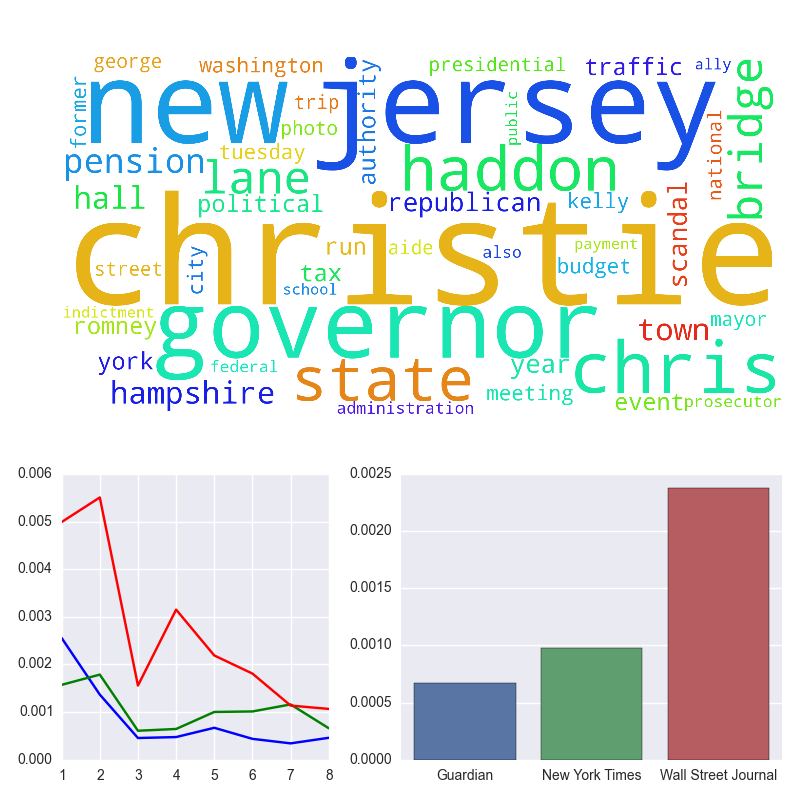 george washington presidential traffic ally
former new jersey bridge
trip authority public national
photo
pension tuesday lane haddon
hall political republican kelly scandal
christie
street city run aide also payment
tax school budget
indictment governor town mayor
romney
york federal state year chris
hampshire administration meeting event prosecutor
0.006 0.0025
0.005 0.0020
0.004 0.0015
0.003 0.0010
0.002 0.0005
0.001 0.0000
0.000
1 2 3 4 5 6 7 8 Guardian New York Times Wall Street Journal